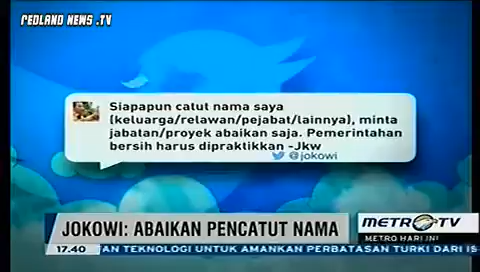 REDLAND NEWS .TV
Siapapun catut nama saya
(keluarga/relawan/pejabat/lainnya), minta
jabatan/proyek abaikan saja. Pemerintahan
bersih harus dipraktikkan -Jkw
@jokowi
JOKOWI: ABAIKAN PENCATUT NAMA
METRO TV
METRO HARI INI
17.40
AN TEKNOLOGI UNTUK AMANKAN PERBATASAN TURKI DARI IS